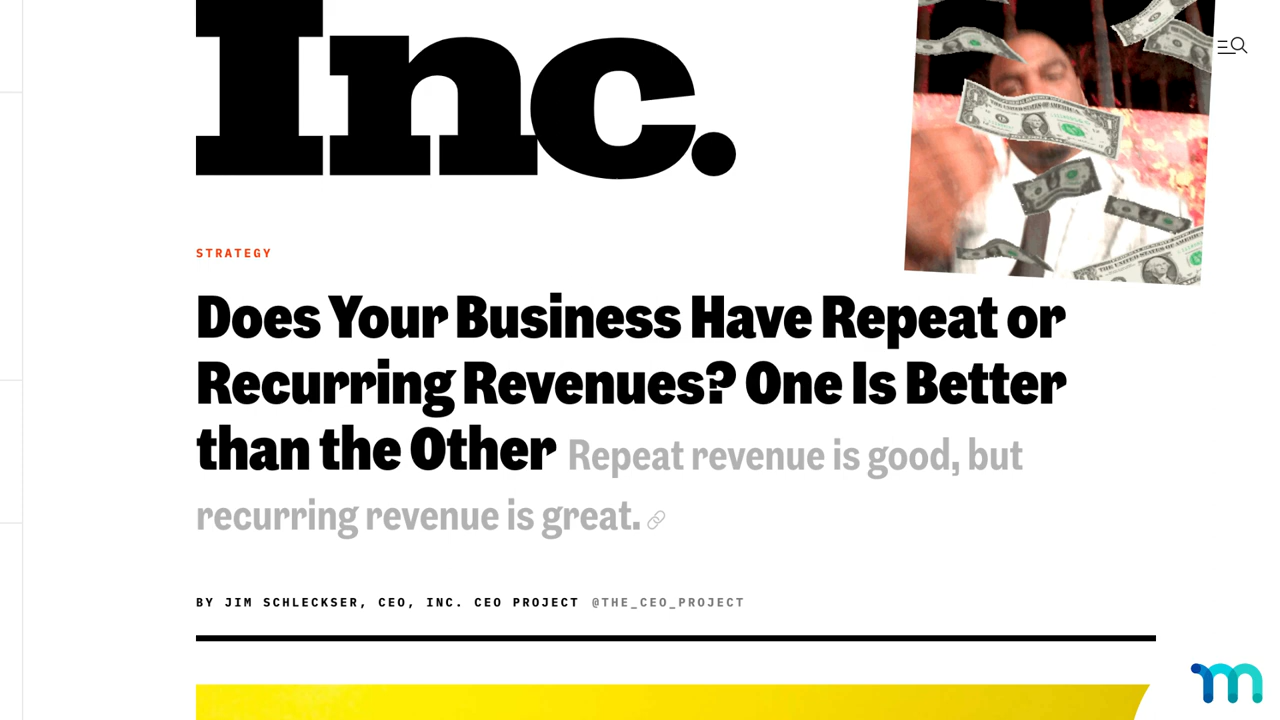 Inc.
STRATEGY
Does Your Business Have Repeat or
Recurring Revenues? One Is Better
than the Other Repeat revenue is good, but
recurring revenue is great.
BY JIM SCHLECKSER, CEO, INC. CEO PROJECT @THE_CEO_PROJECT
m